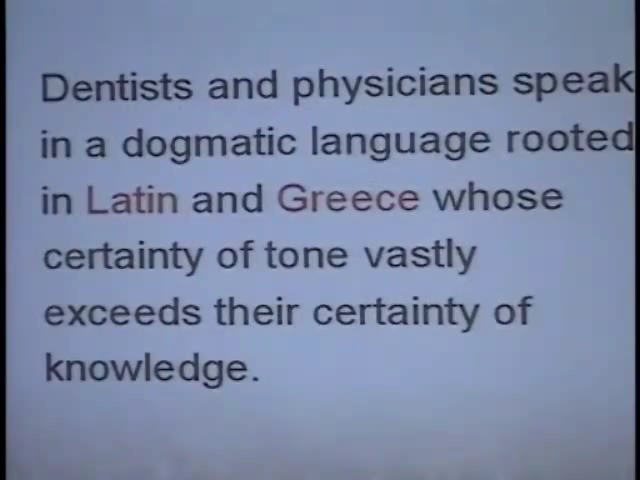 Dentists and physicians speak
in a dogmatic language rooted
in Latin and Greece whose
certainty of tone vastly
exceeds their certainty of
knowledge.